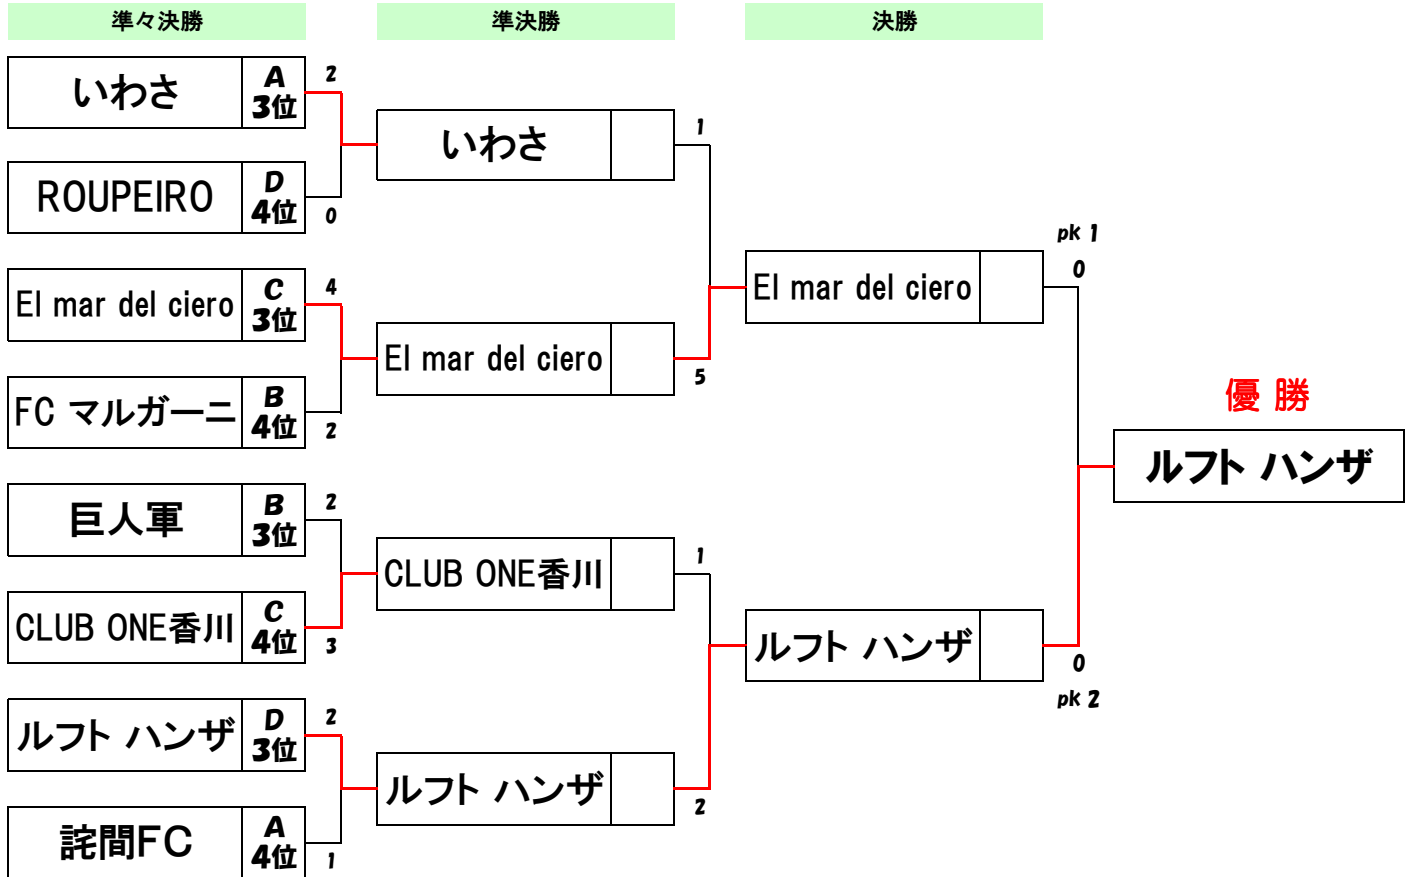 準々決勝
準決勝
決勝
いわさ
A
3位
2
ROUPEIRO
D
4位
0
El mar del ciero
C
3位
4
FC マルガーニ
B
4位
2
巨人軍
B
3位
2
CLUB ONE香川
C
4位
3
ルフト ハンザ
D
3位
2
詫間FC
A
4位
1
いわさ
1
El mar del ciero
5
CLUB ONE香川
1
ルフト ハンザ
2
pk 1
0
El mar del ciero
ルフト ハンザ
0
pk 2
優 勝
ルフト ハンザ